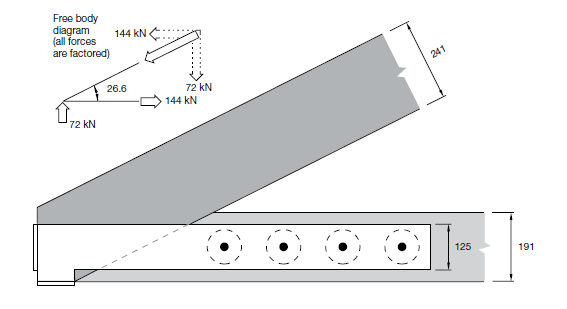 Free body
diagram
(all forces
are factored)
144 kN
26.6
72 kN
144 kN
72 kN
241
125
191